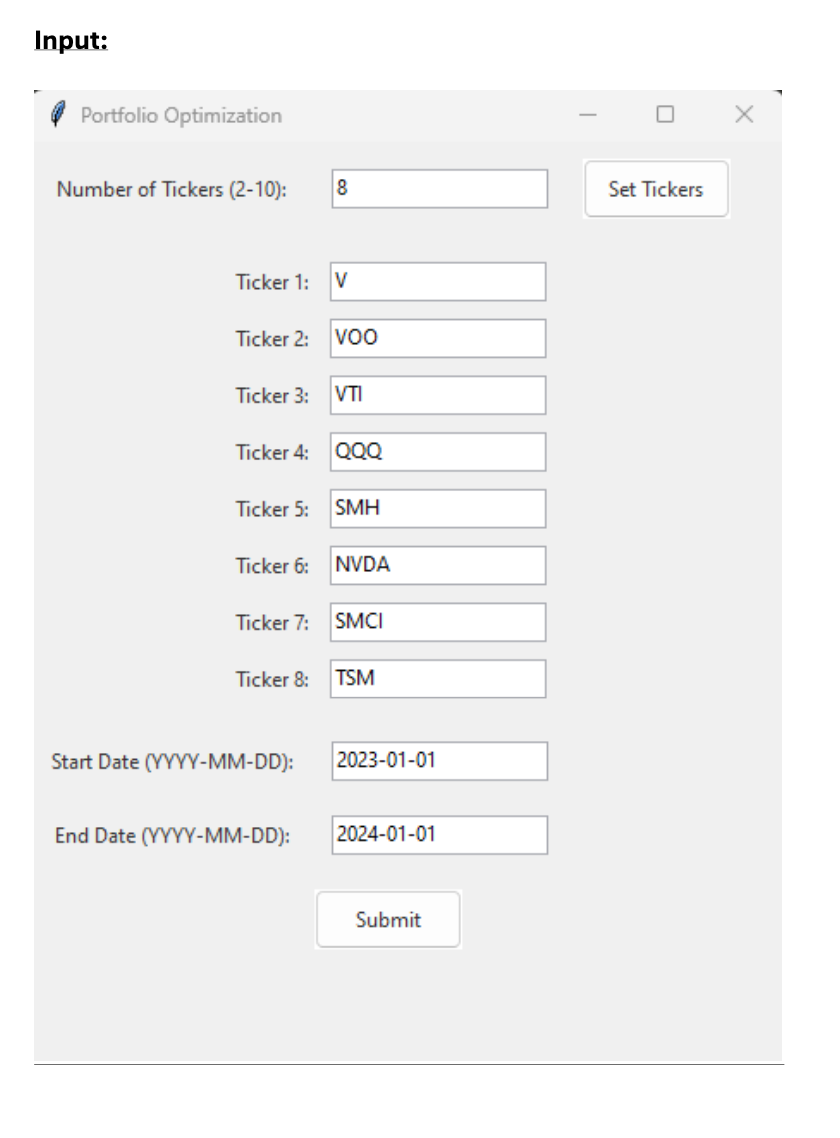 Input:
Portfolio Optimization
Number of Tickers (2-10): 8 Set Tickers
Ticker 1: V
Ticker 2: VOO
Ticker 3: VTI
Ticker 4: QQQ
Ticker 5: SMH
Ticker 6: NVDA
Ticker 7: SMCI
Ticker 8: TSM
Start Date (YYYY-MM-DD): 2023-01-01
End Date (YYYY-MM-DD): 2024-01-01
Submit